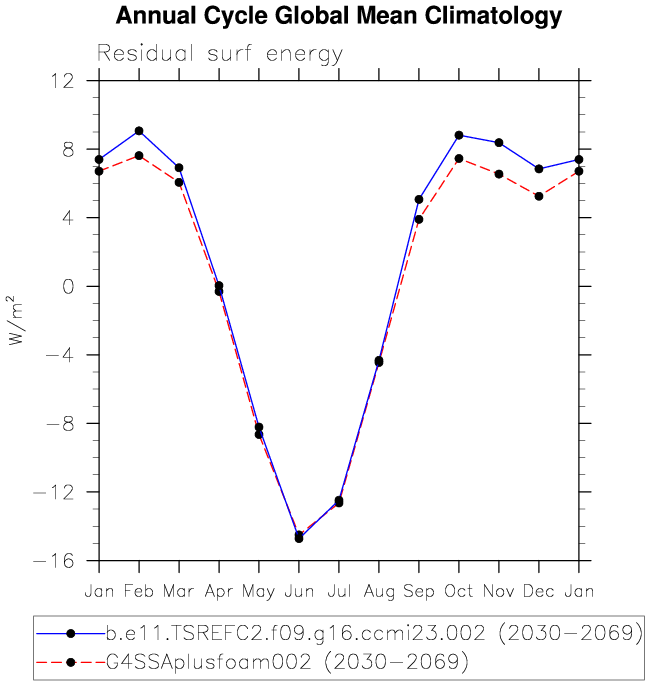 Annual Cycle Global Mean Climatology
Residual surf energy
12
8
4
0
−4
−8
−12
−16
W/m²
Jan Feb Mar Apr May Jun Jul Aug Sep Oct Nov Dec Jan
b.e11.TSREFC2.f09.g16.ccmi23.002 (2030−2069)
G4SSAplusfoam002 (2030−2069)